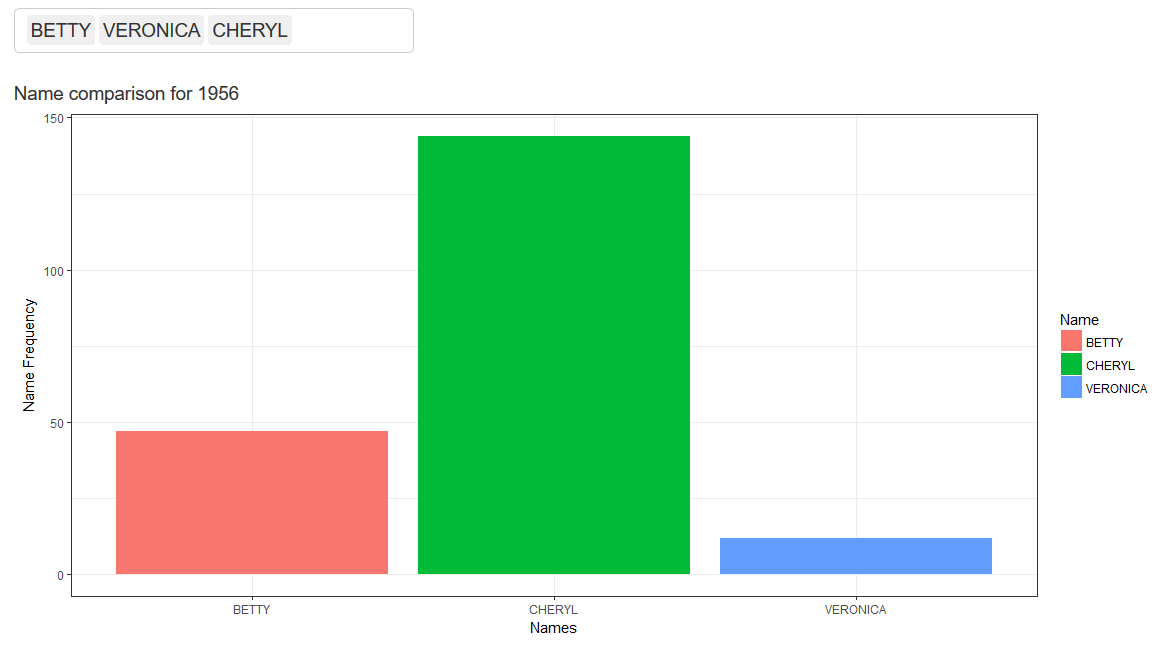 BETTY VERONICA CHERYL
Name comparison for 1956
150
100
50
0
Name Frequency
BETTY CHERYL VERONICA
Names
Name
BETTY
CHERYL
VERONICA